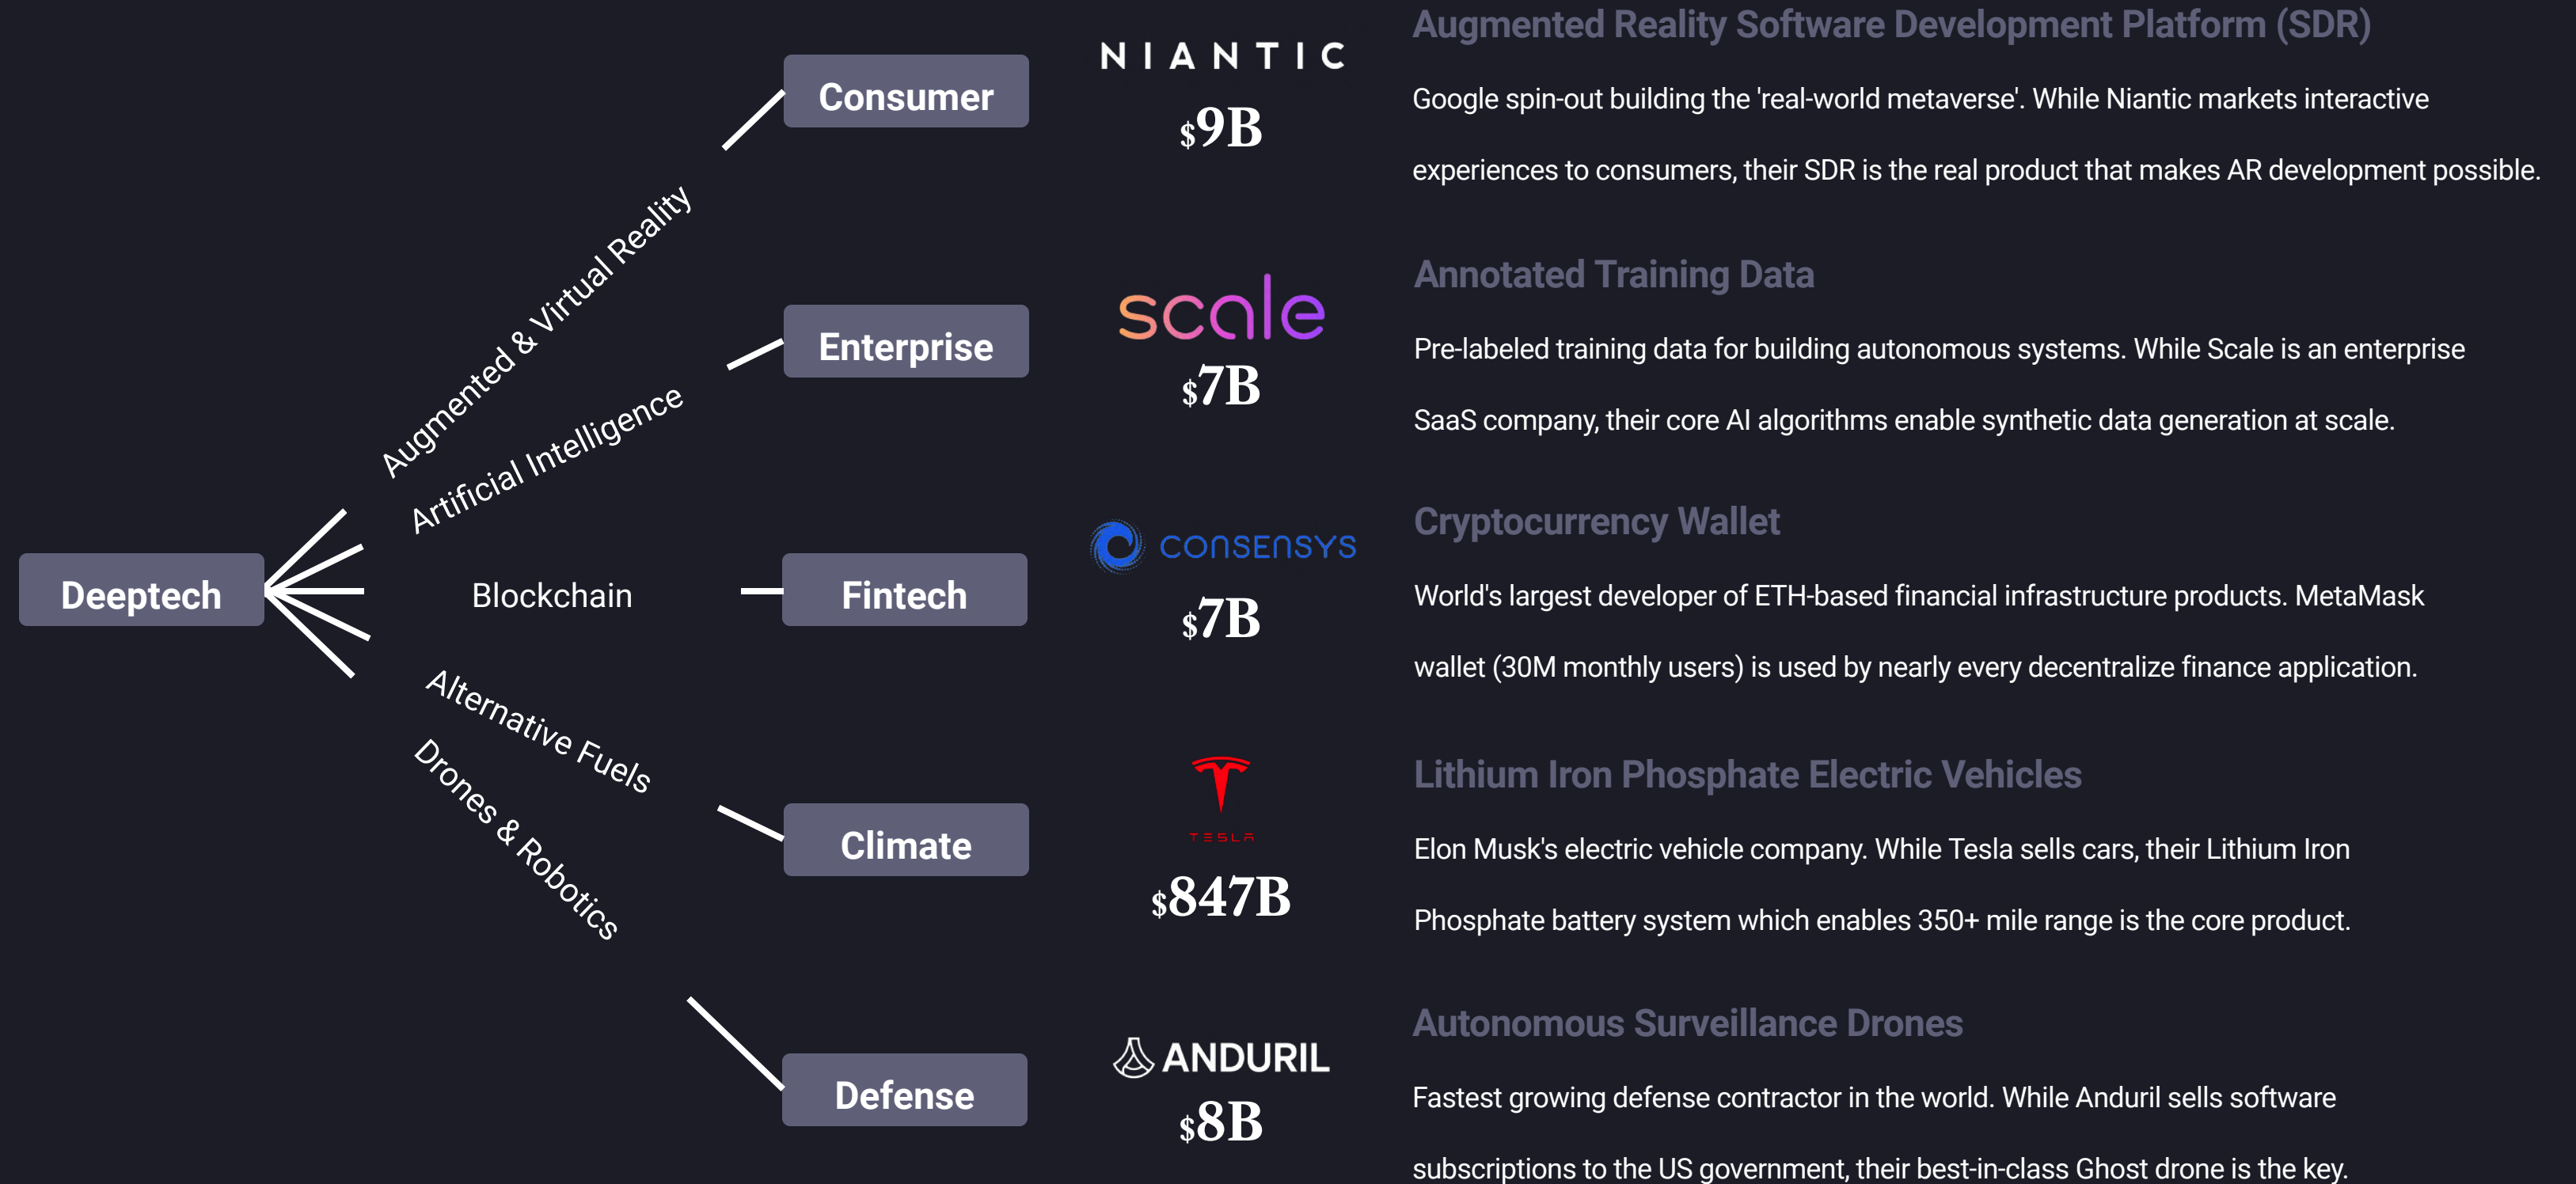 Deeptech
Augmented & Virtual Reality
Artificial Intelligence
Blockchain
Alternative Fuels
Drones & Robotics
Consumer
NIANTIC
$9B
Augmented Reality Software Development Platform (SDR)
Google spin-out building the 'real-world metaverse'. While Niantic markets interactive
experiences to consumers, their SDR is the real product that makes AR development possible.
Enterprise
scale
$7B
Annotated Training Data
Pre-labeled training data for building autonomous systems. While Scale is an enterprise
SaaS company, their core AI algorithms enable synthetic data generation at scale.
Fintech
CONSENSYS
$7B
Cryptocurrency Wallet
World's largest developer of ETH-based financial infrastructure products. MetaMask
wallet (30M monthly users) is used by nearly every decentralize finance application.
Climate
TESLA
$847B
Lithium Iron Phosphate Electric Vehicles
Elon Musk's electric vehicle company. While Tesla sells cars, their Lithium Iron
Phosphate battery system which enables 350+ mile range is the core product.
Defense
ANDURIL
$8B
Autonomous Surveillance Drones
Fastest growing defense contractor in the world. While Anduril sells software
subscriptions to the US government, their best-in-class Ghost drone is the key.